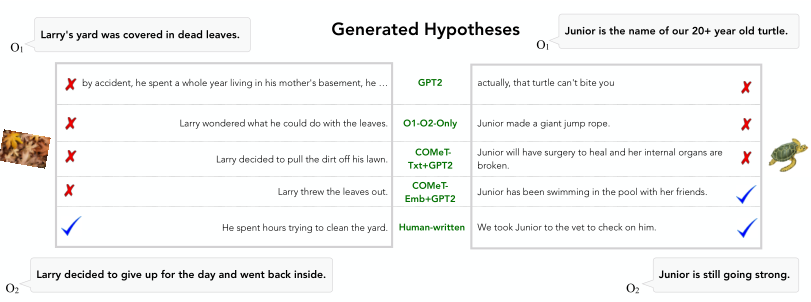 Generated Hypotheses
O1 Larry's yard was covered in dead leaves.
O1 Junior is the name of our 20+ year old turtle.
by accident, he spent a whole year living in his mother's basement, he ...
GPT2
actually, that turtle can't bite you
Larry wondered what he could do with the leaves.
O1-O2-Only
Junior made a giant jump rope.
Larry decided to pull the dirt off his lawn.
COMeT-
Txt+GPT2
Junior will have surgery to heal and her internal organs are
broken.
Larry threw the leaves out.
COMeT-
Emb+GPT2
Junior has been swimming in the pool with her friends.
He spent hours trying to clean the yard.
Human-written
We took Junior to the vet to check on him.
O2 Larry decided to give up for the day and went back inside.
O2 Junior is still going strong.